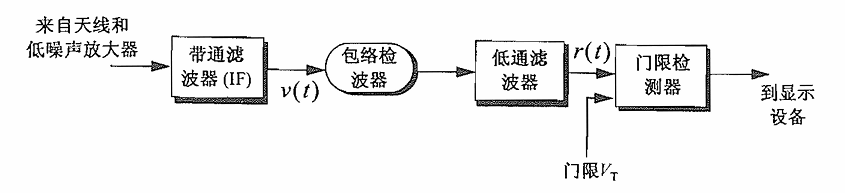 来自天线和
低噪声放大器
带通滤
波器(IF)
v(t)
包络检
波器
低通滤
波器
r(t)
门限检
测器
到显示
设备
门限V_T